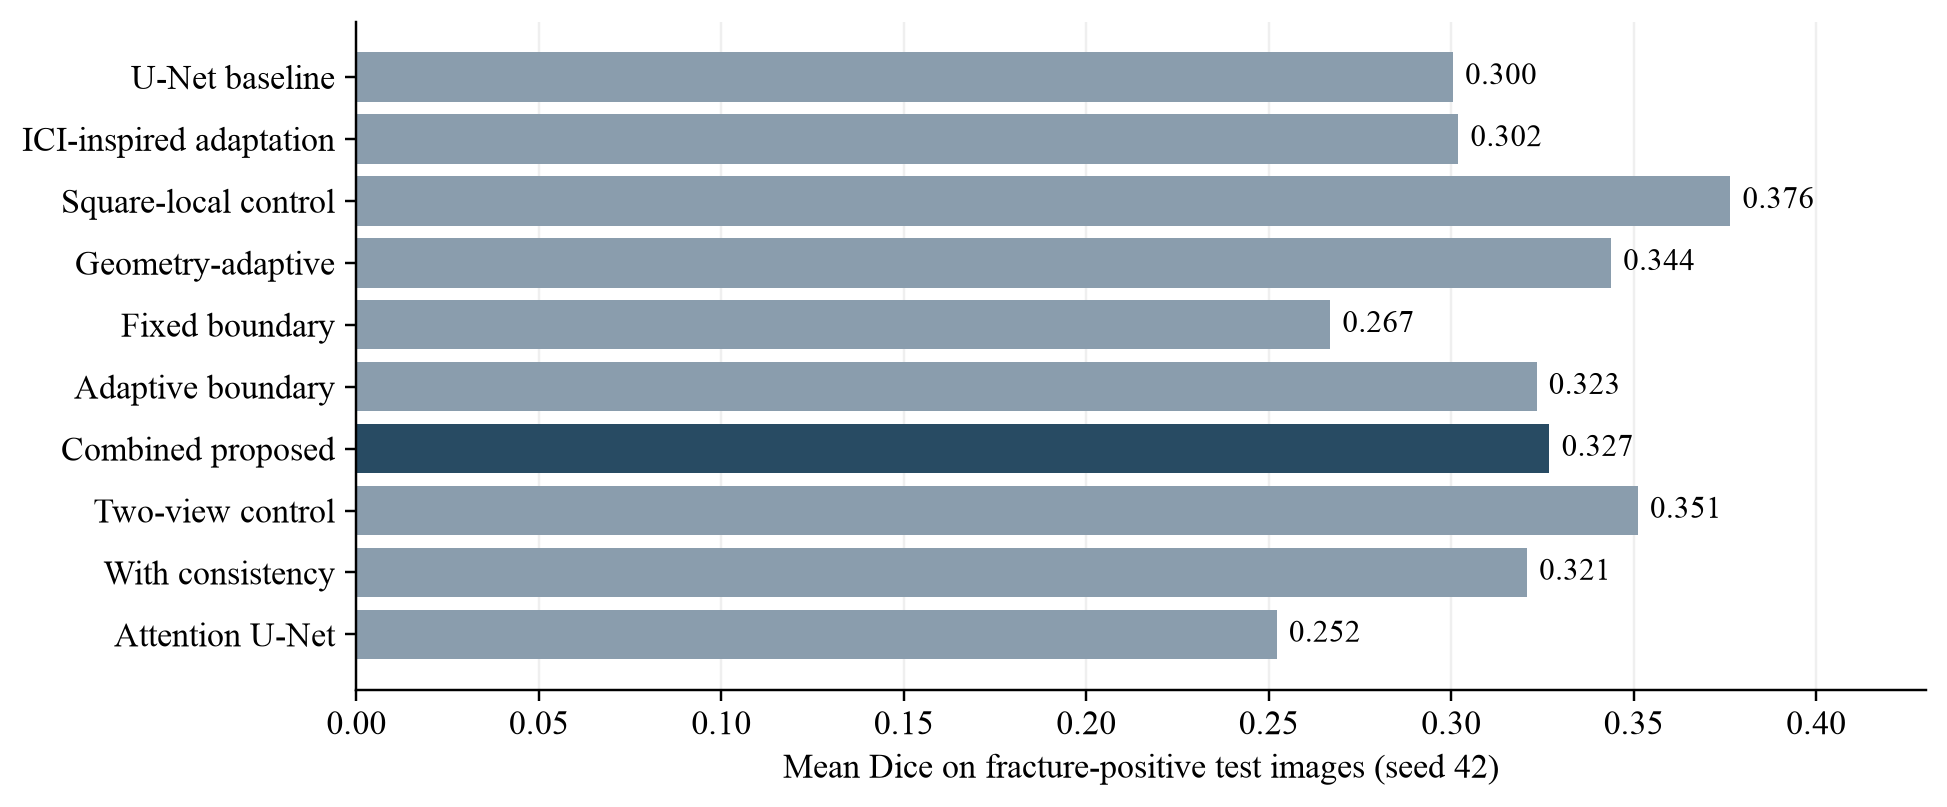 U-Net baseline 0.300
ICI-inspired adaptation 0.302
Square-local control 0.376
Geometry-adaptive 0.344
Fixed boundary 0.267
Adaptive boundary 0.323
Combined proposed 0.327
Two-view control 0.351
With consistency 0.321
Attention U-Net 0.252
0.00 0.05 0.10 0.15 0.20 0.25 0.30 0.35 0.40
Mean Dice on fracture-positive test images (seed 42)